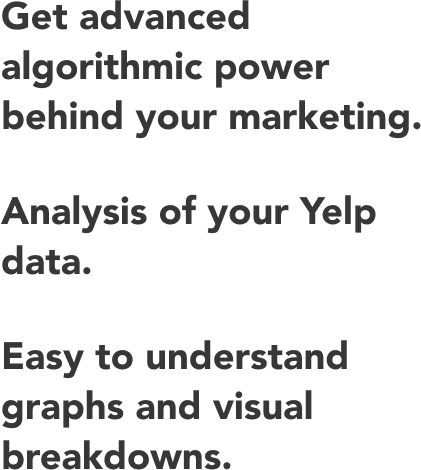 Get advanced
algorithmic power
behind your marketing.
Analysis of your Yelp
data.
Easy to understand
graphs and visual
breakdowns.